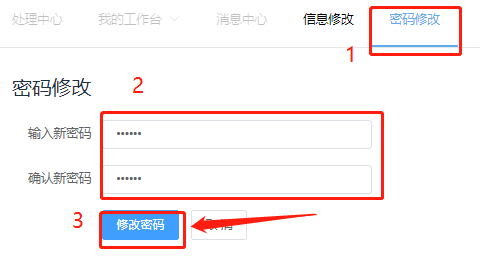 处理中心 我的工作台 消息中心 信息修改 密码修改
1
密码修改 2
输入新密码 ••••••
确认新密码 ••••••
3 修改密码 取消